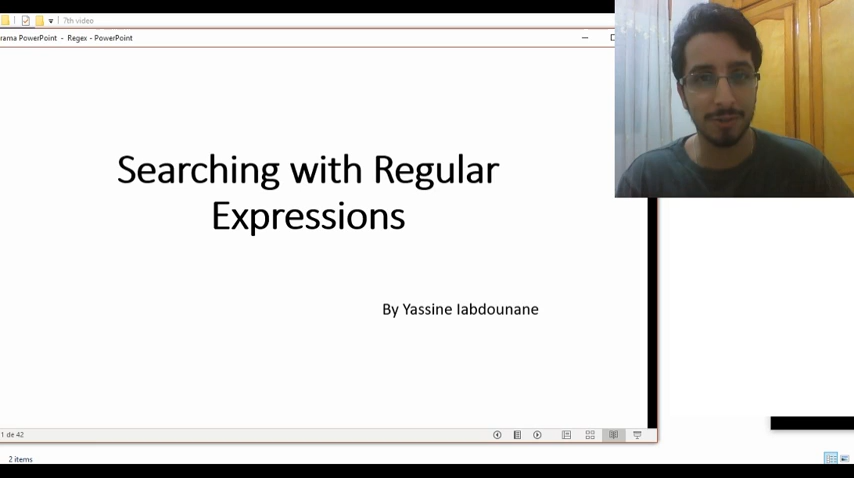 7th video
rama PowerPoint - Regex - PowerPoint
Searching with Regular
Expressions
By Yassine Iabdounane
1 de 42
2 items